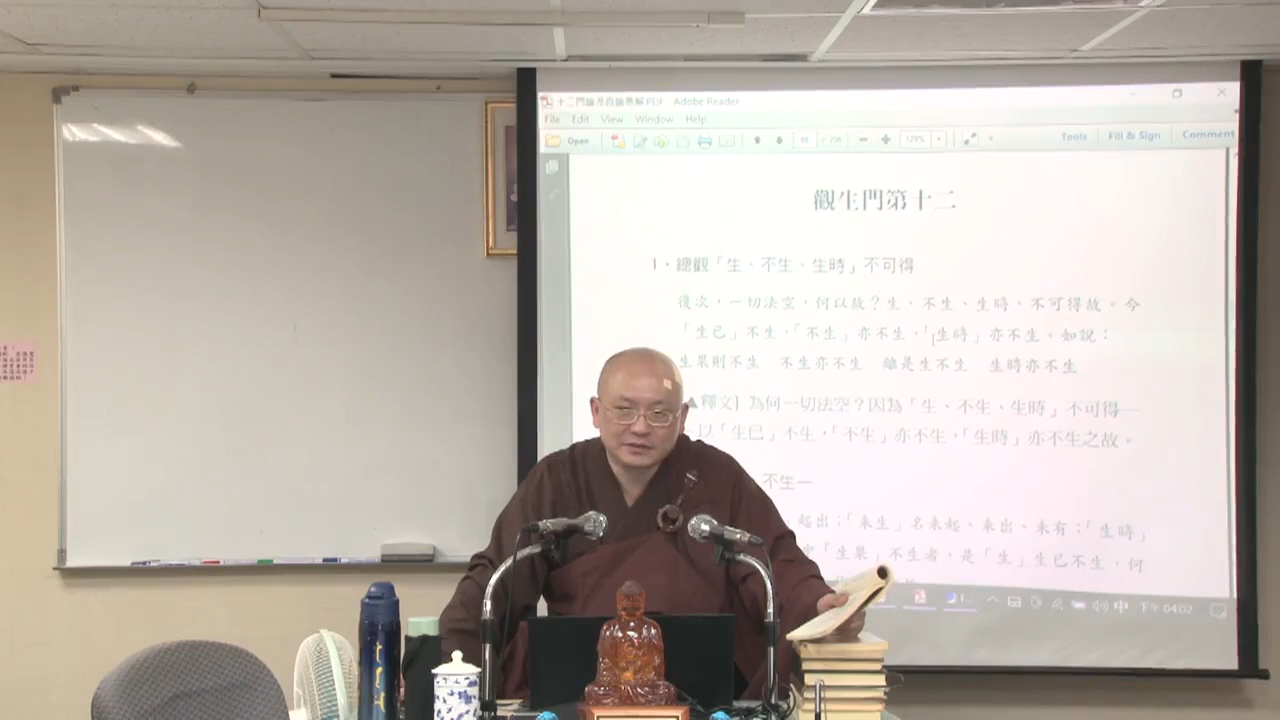 十二門論及百論易解.PDF - Adobe Reader
File Edit View Window Help
Open 129% Tools Fill & Sign Comment
觀生門第十二
1・總觀「生、不生、生時」不可得
復次，一切法空，何以故？生、不生、生時，不可得故。今
「生已」不生，「不生」亦不生，「生時」亦不生。如說：
生果則不生 不生亦不生 離是生不生 生時亦不生
▲釋文】為何一切法空？因為「生、不生、生時」不可得—
以「生已」不生，「不生」亦不生，「生時」亦不生之故。
不生—
起出；「未生」名未起、未出、未有；「生時」
「生果」不生者，是「生」生已不生，何
中 下午 04:02